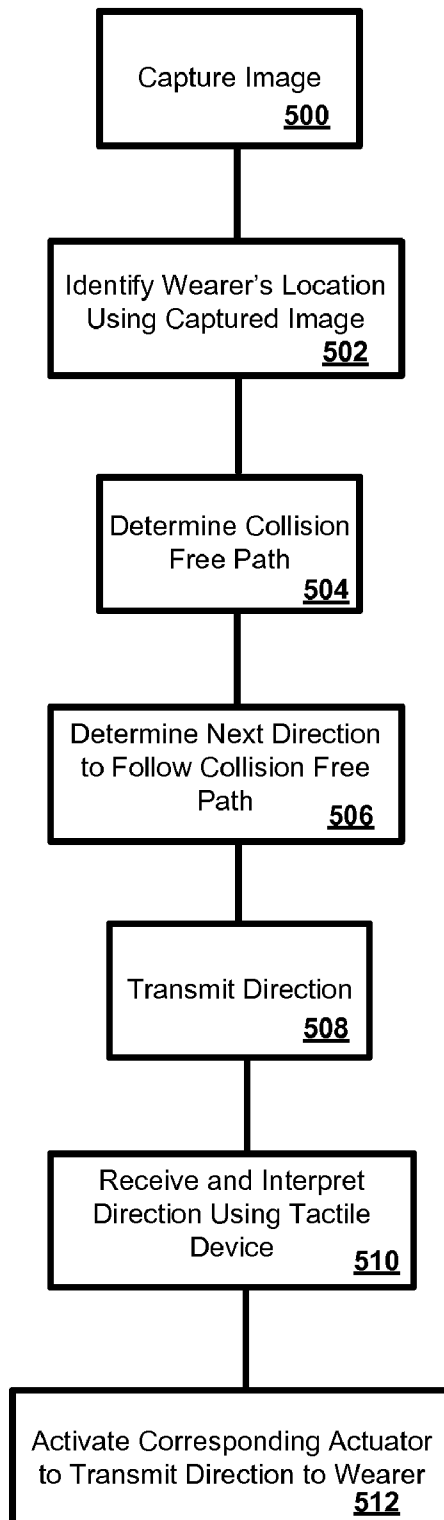 Capture Image
500
Identify Wearer's Location
Using Captured Image
502
Determine Collision
Free Path
504
Determine Next Direction
to Follow Collision Free
Path
506
Transmit Direction
508
Receive and Interpret
Direction Using Tactile
Device
510
Activate Corresponding Actuator
to Transmit Direction to Wearer
512